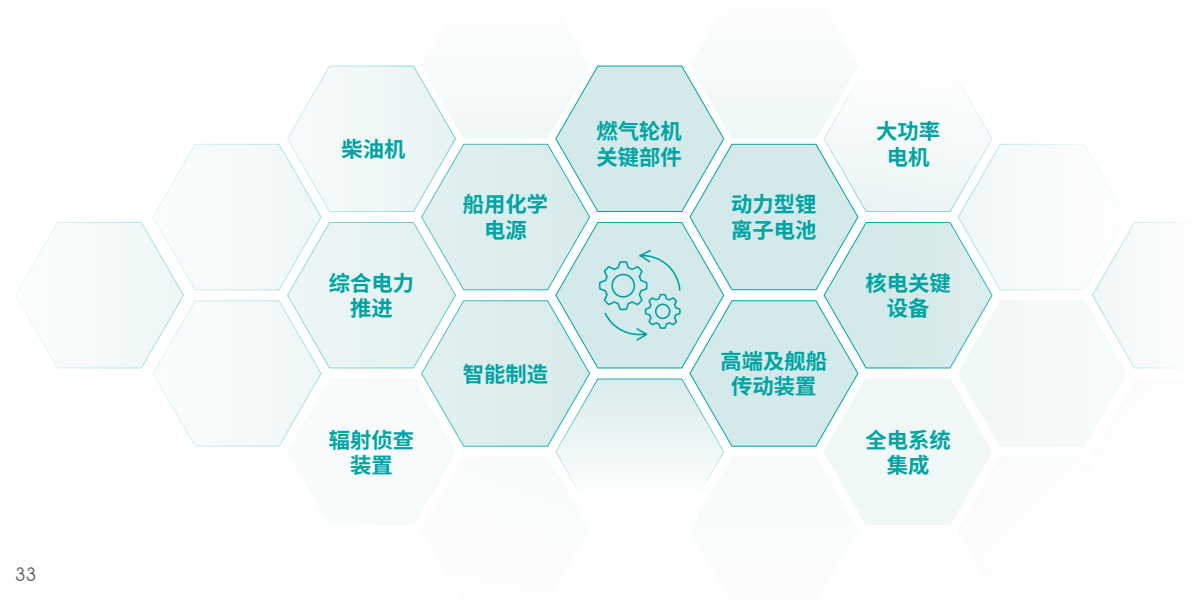 柴油机
燃气轮机
关键部件
大功率
电机
船用化学
电源
动力型锂
离子电池
综合电力
推进
核电关键
设备
智能制造
高端及舰船
传动装置
辐射侦查
装置
全电系统
集成
33